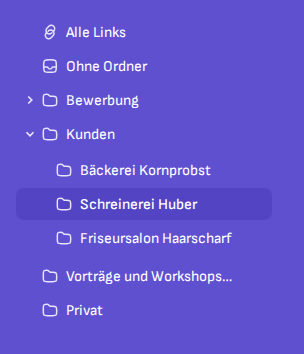 Alle Links
Ohne Ordner
Bewerbung
Kunden
Bäckerei Kornprobst
Schreinerei Huber
Friseursalon Haarscharf
Vorträge und Workshops...
Privat